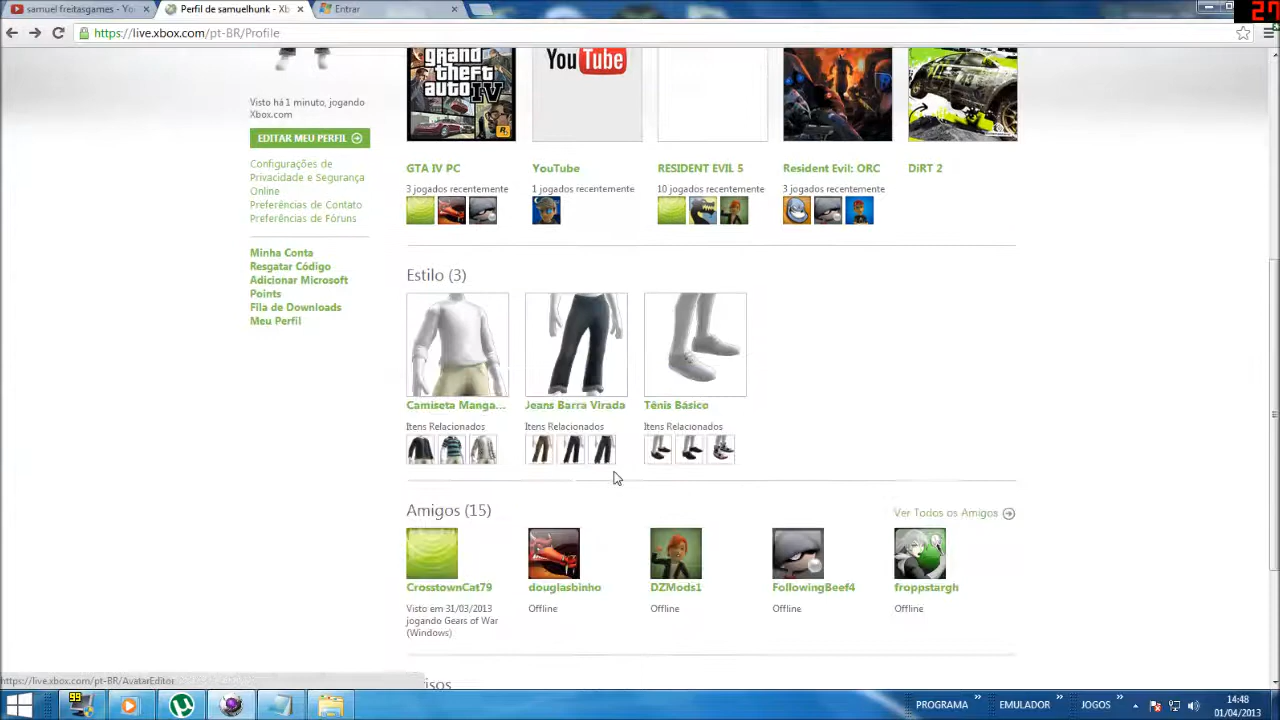 samuel freitasgames - Yo
Perfil de samuelhunk - Xb
Entrar
27
https://live.xbox.com/pt-BR/Profile
Visto há 1 minuto, jogando
Xbox.com
EDITAR MEU PERFIL
Configurações de
Privacidade e Segurança
Online
Preferências de Contato
Preferências de Fóruns
Minha Conta
Resgatar Código
Adicionar Microsoft
Points
Fila de Downloads
Meu Perfil
grand
theft
auto IV
You Tube
GTA IV PC
YouTube
RESIDENT EVIL 5
Resident Evil: ORC
DiRT 2
3 jogados recentemente
1 jogados recentemente
10 jogados recentemente
3 jogados recentemente
Estilo (3)
Camiseta Manga...
Jeans Barra Virada
Tênis Básico
Itens Relacionados
Itens Relacionados
Itens Relacionados
Amigos (15)
Ver Todos os Amigos
CrosstownCat79
douglasbinho
DZMods1
FollowingBeef4
froppstargh
Visto em 31/03/2013
jogando Gears of War
(Windows)
Offline
Offline
Offline
Offline
https://live.xbox.com/pt-BR/AvatarEditor
99
PROGRAMA
EMULADOR
JOGOS
14:48
01/04/2013